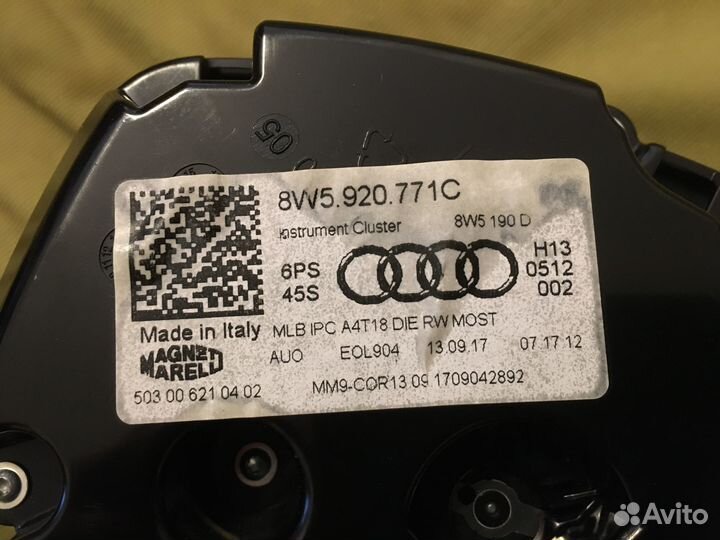 05
8W5.920.771C
Instrument Cluster 8W5 190 D
6PS H13
45S 0512
002
Made in Italy MLB IPC A4T18 DIE RW MOST
MAGNETI AUO EOL904 13.09.17 07.17.12
MARELLI
503 00 621 04 02 MM9-COR13 09 1709042892
Avito